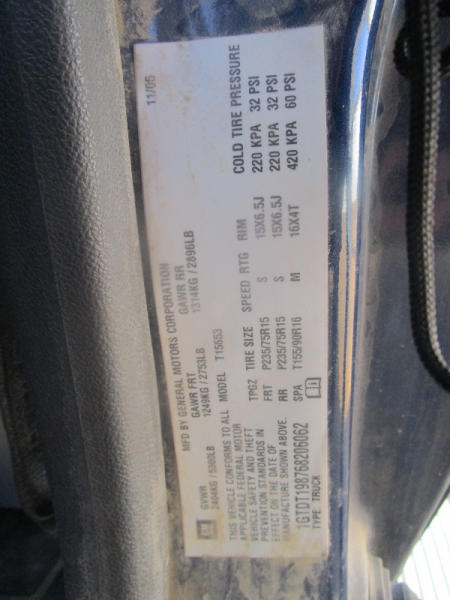 MFD BY GENERAL MOTORS CORPORATION 11/05
GVWR GAWR FRT GAWR RR
2404KG / 5300LB 1249KG / 2753LB 1314KG / 2896LB
THIS VEHICLE CONFORMS TO ALL MODEL T15653
APPLICABLE FEDERAL MOTOR
VEHICLE SAFETY AND THEFT
PREVENTION STANDARDS IN
EFFECT ON THE DATE OF
MANUFACTURE SHOWN ABOVE.
1GTDT198768206062
TYPE: TRUCK
TPGZ TIRE SIZE SPEED RTG RIM COLD TIRE PRESSURE
FRT P235/75R15 S 15X6.5J 220 KPA 32 PSI
RR P235/75R15 S 15X6.5J 220 KPA 32 PSI
SPA T155/90R16 M 16X4T 420 KPA 60 PSI